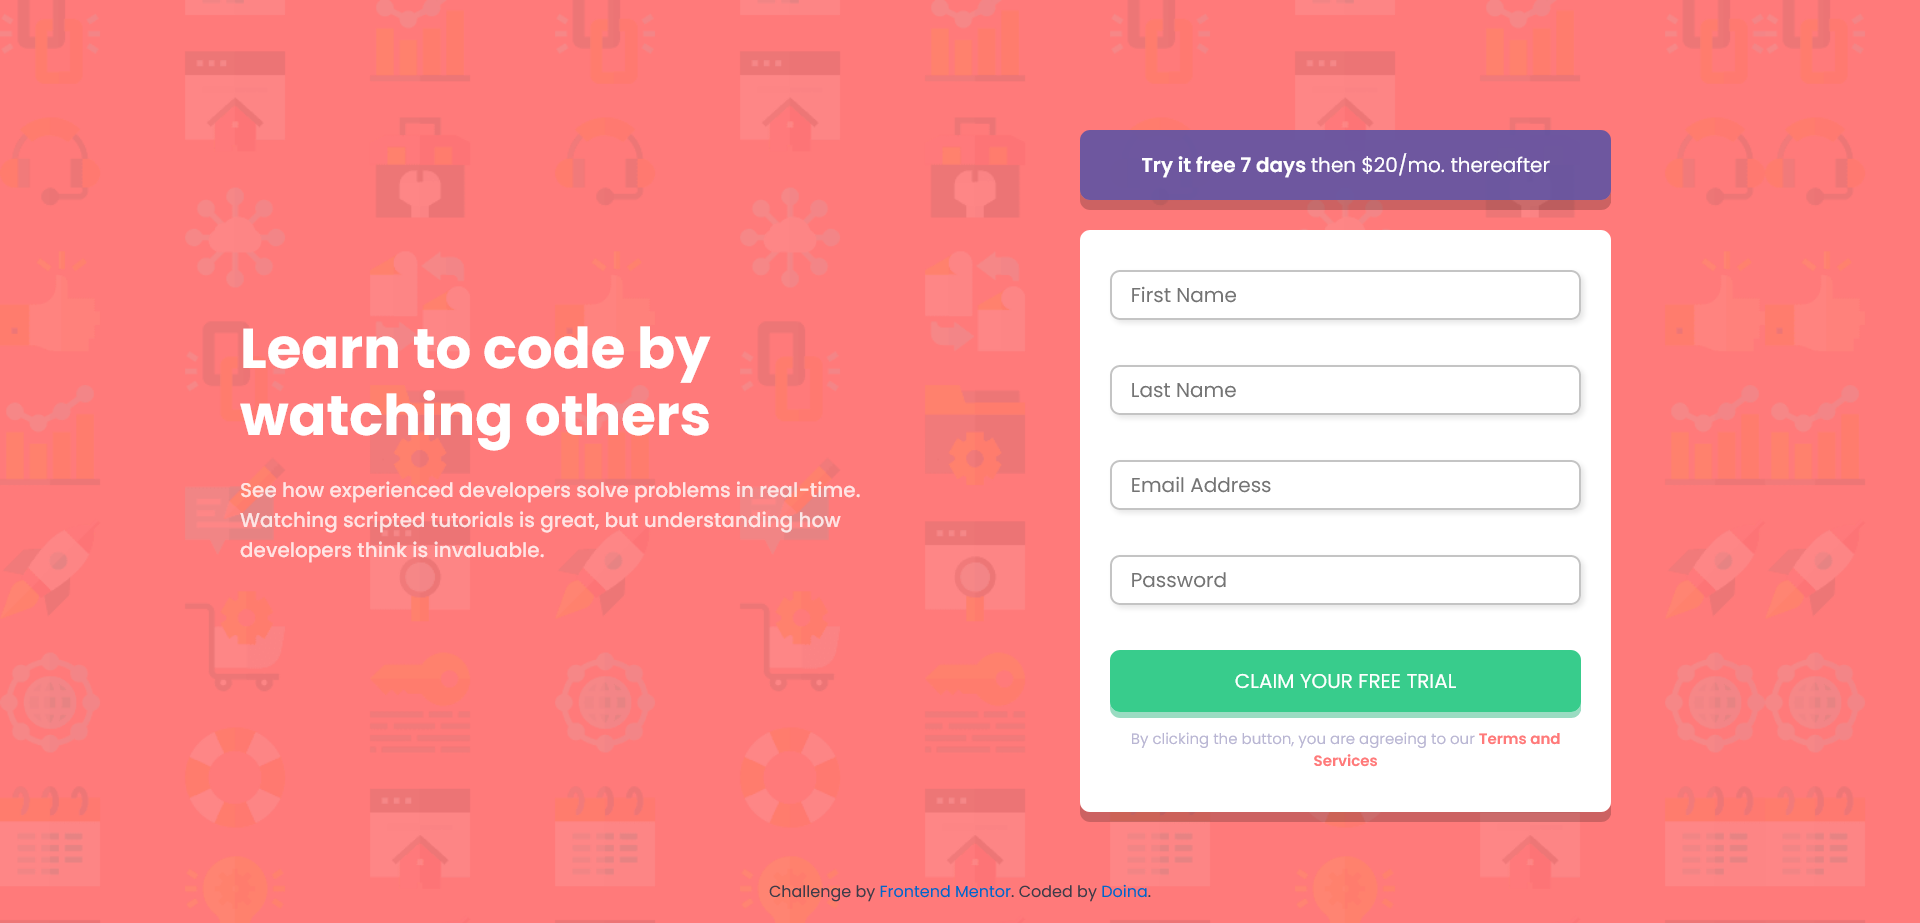 Learn to code by
watching others
See how experienced developers solve problems in real-time.
Watching scripted tutorials is great, but understanding how
developers think is invaluable.
Try it free 7 days then $20/mo. thereafter
First Name
Last Name
Email Address
Password
CLAIM YOUR FREE TRIAL
By clicking the button, you are agreeing to our Terms and
Services
Challenge by Frontend Mentor. Coded by Doina.